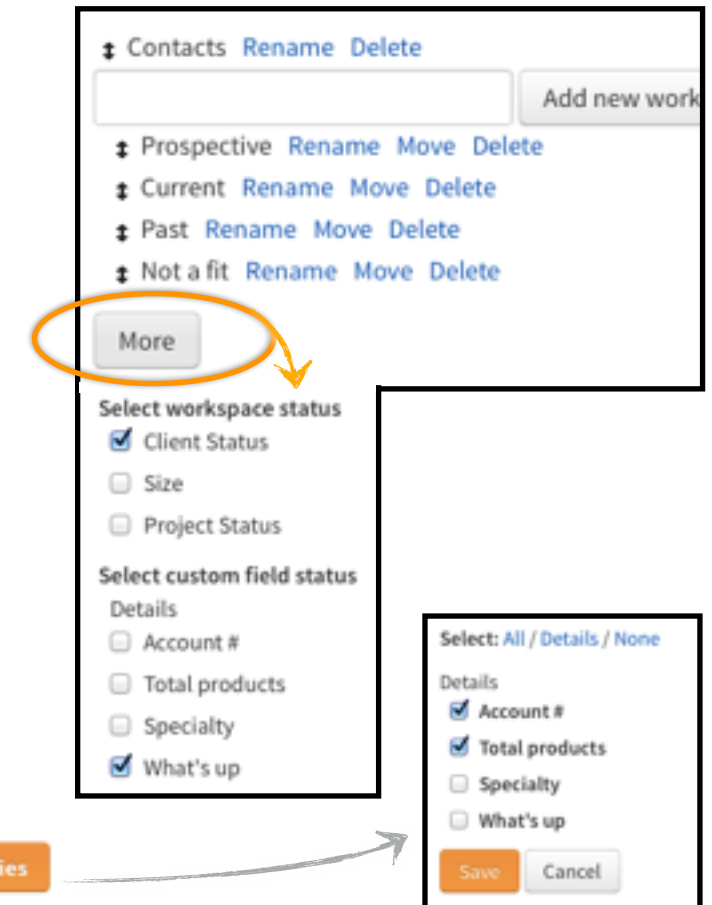 Contacts Rename Delete
Add new work
Prospective Rename Move Delete
Current Rename Move Delete
Past Rename Move Delete
Not a fit Rename Move Delete
More
Select workspace status
Client Status
Size
Project Status
Select custom field status
Details
Account #
Total products
Specialty
What's up
Select: All / Details / None
Details
Account #
Total products
Specialty
What's up
Save Cancel
ies